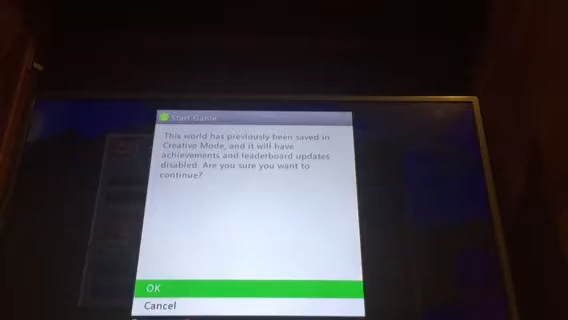 Start Game
This world has previously been saved in
Creative Mode, and it will have
achievements and leaderboard updates
disabled. Are you sure you want to
continue?
OK
Cancel